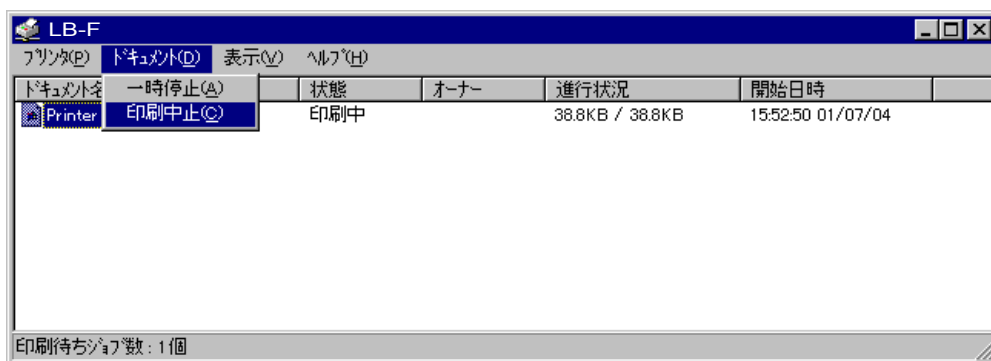 LB-F
プリンタ(P) ドキュメント(D) 表示(V) ヘルプ(H)
ドキュメント名 状態 オーナー 進行状況 開始日時
一時停止(A)
印刷中止(C)
Printer 印刷中 38.8KB / 38.8KB 15:52:50 01/07/04
印刷待ちジョブ数 : 1個